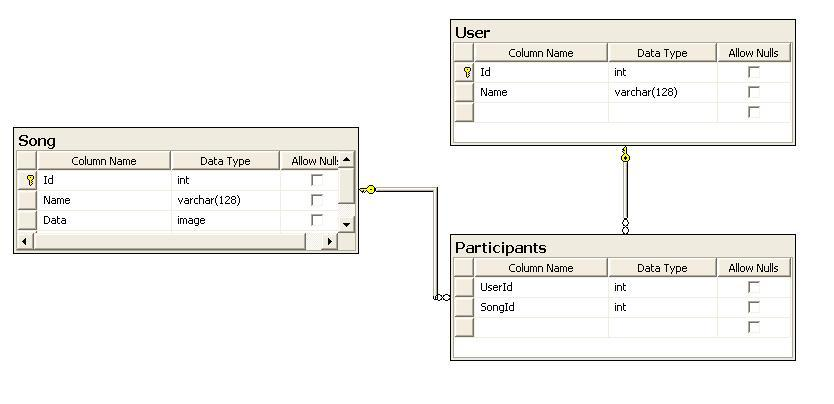 User
Column Name Data Type Allow Nulls
Id int
Name varchar(128)
Song
Column Name Data Type Allow Nulls
Id int
Name varchar(128)
Data image
Participants
Column Name Data Type Allow Nulls
UserId int
SongId int